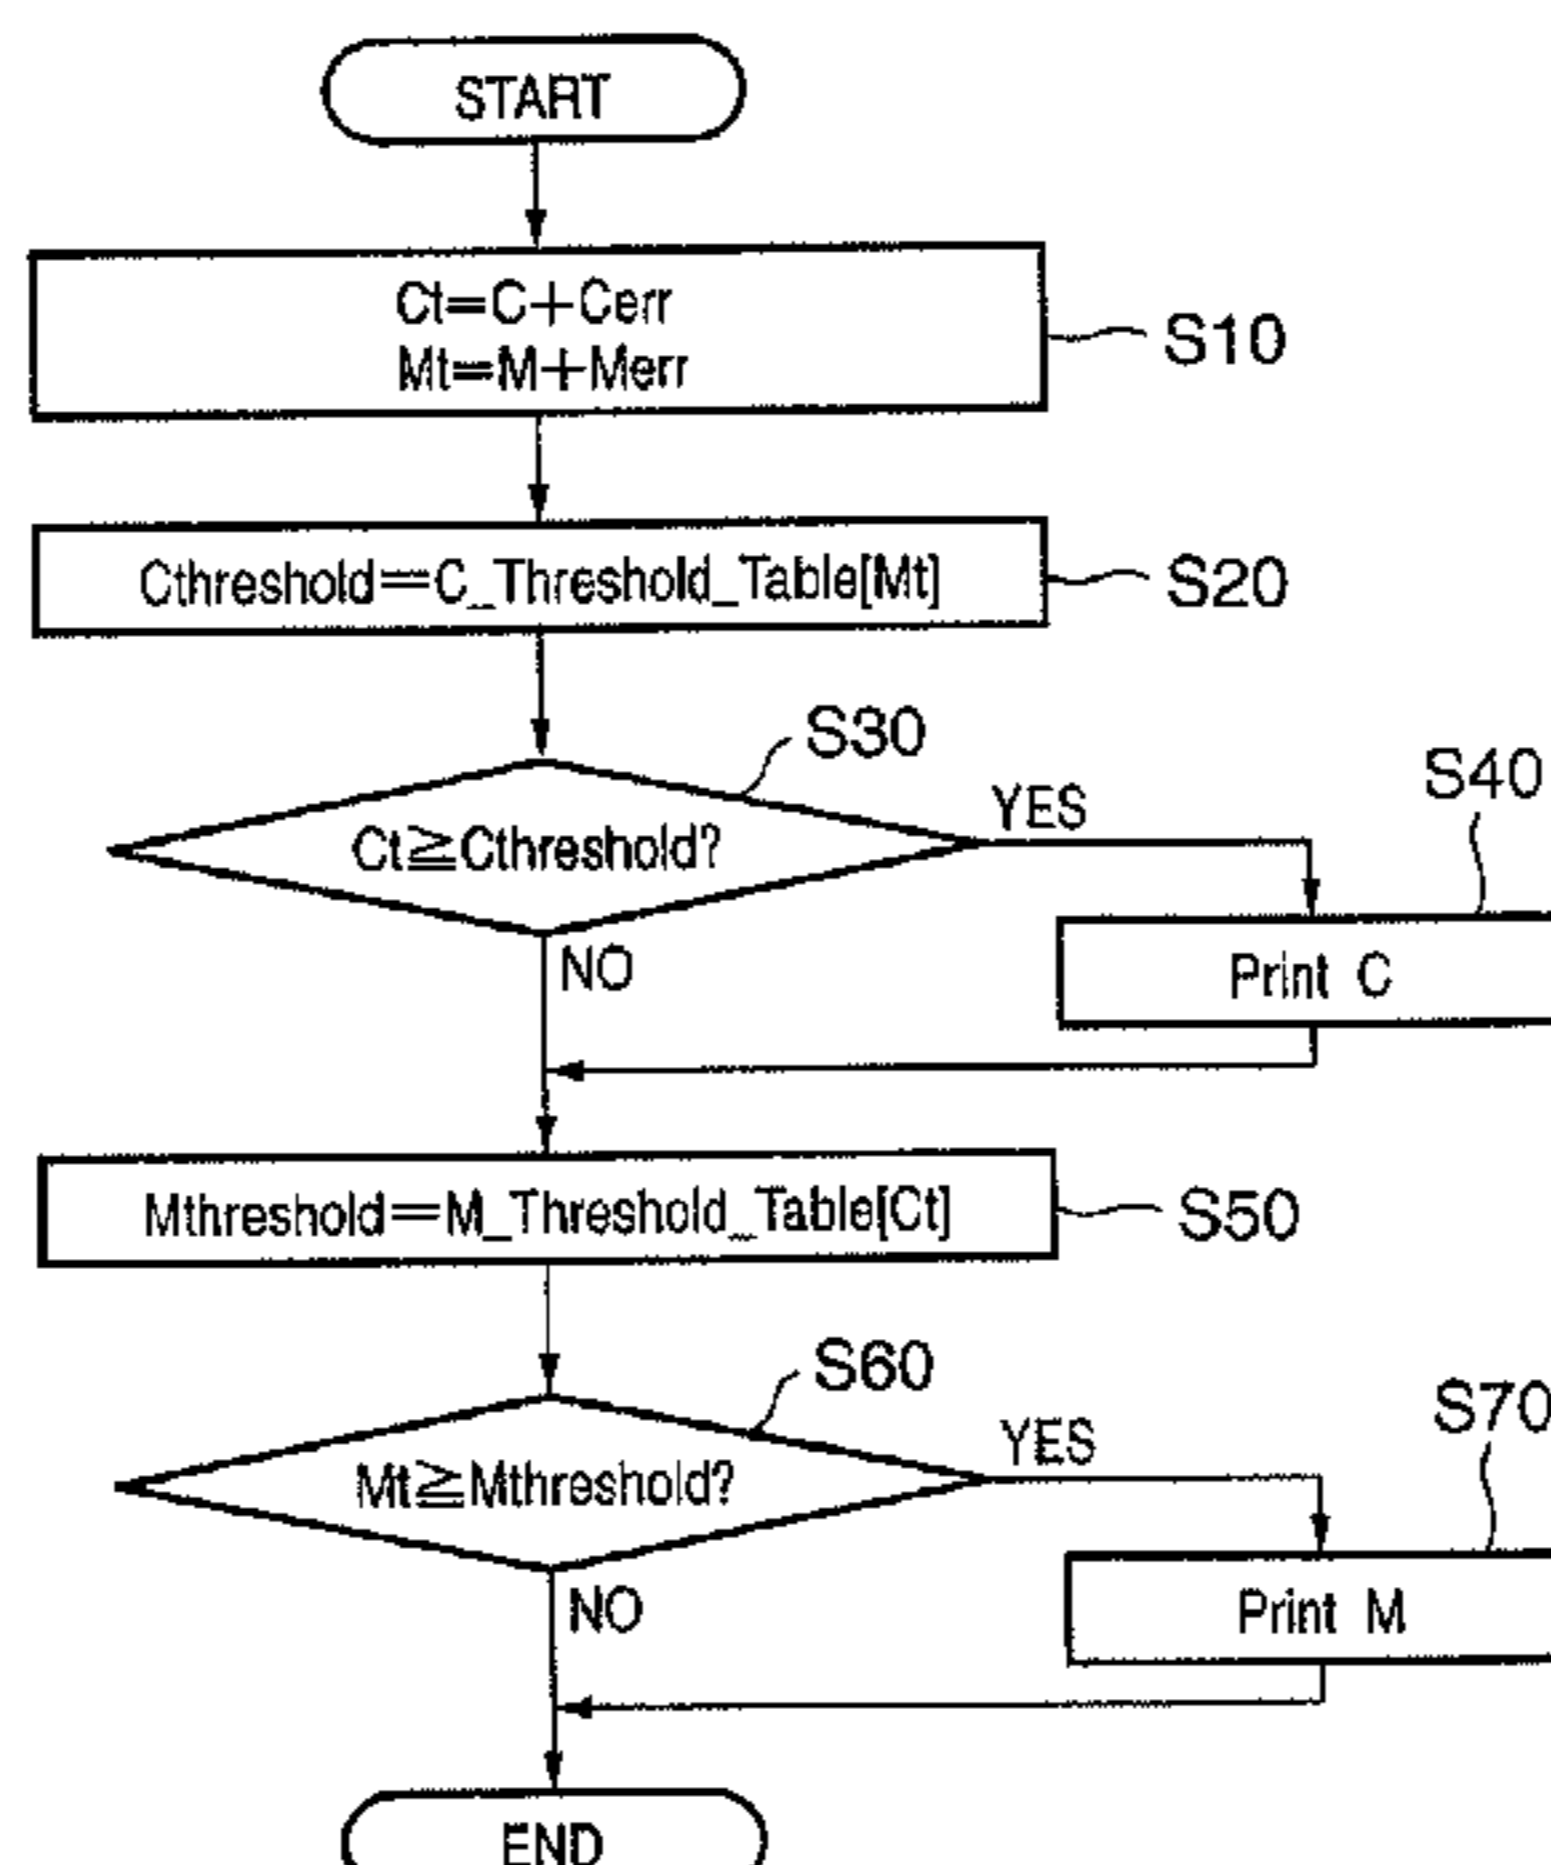 START
Ct=C+Cerr
Mt=M+Merr
S10
Cthreshold=C_Threshold_Table[Mt]
S20
S30
Ct≧Cthreshold?
YES
S40
Print C
NO
Mthreshold=M_Threshold_Table[Ct]
S50
S60
Mt≧Mthreshold?
YES
S70
Print M
NO
END